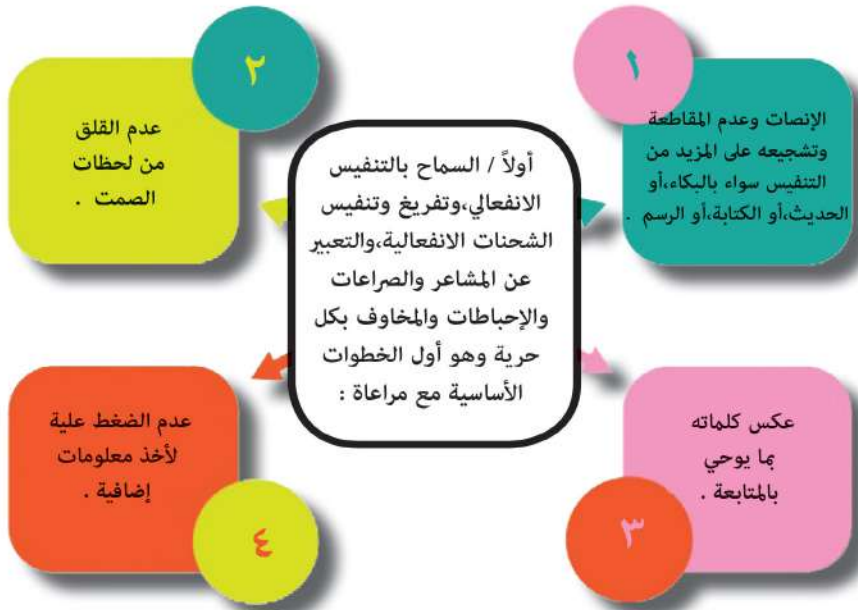 أولاً / السماح بالتنفيس
الانفعالي،وتفريغ وتنفيس
الشحنات الانفعالية،والتعبير
عن المشاعر والصراعات
والإحباطات والمخاوف بكل
حرية وهو أول الخطوات
الأساسية مع مراعاة :
١
الإنصات وعدم المقاطعة
وتشجيعه على المزيد من
التنفيس سواء بالبكاء،أو
الحديث،أو الكتابة،أو الرسم .
٢
عدم القلق
من لحظات
الصمت .
٣
عكس كلماته
بما يوحي
بالمتابعة .
٤
عدم الضغط علية
لأخذ معلومات
إضافية .